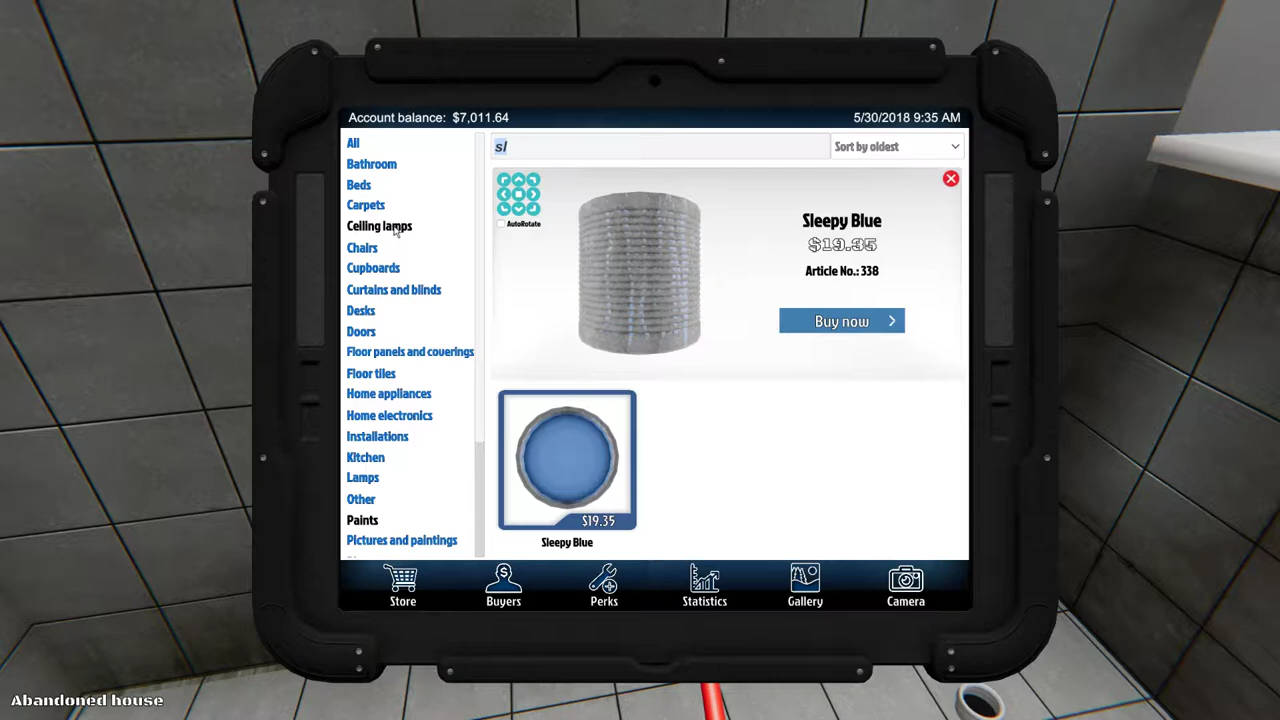 Account balance: $7,011.64
5/30/2018 9:35 AM
All
Bathroom
Beds
Carpets
Ceiling lamps
Chairs
Cupboards
Curtains and blinds
Desks
Doors
Floor panels and coverings
Floor tiles
Home appliances
Home electronics
Installations
Kitchen
Lamps
Other
Paints
Pictures and paintings
sl
Sort by oldest
AutoRotate
Sleepy Blue
$19.35
Article No.: 338
Buy now
$19.35
Sleepy Blue
Store
Buyers
Perks
Statistics
Gallery
Camera
Abandoned house